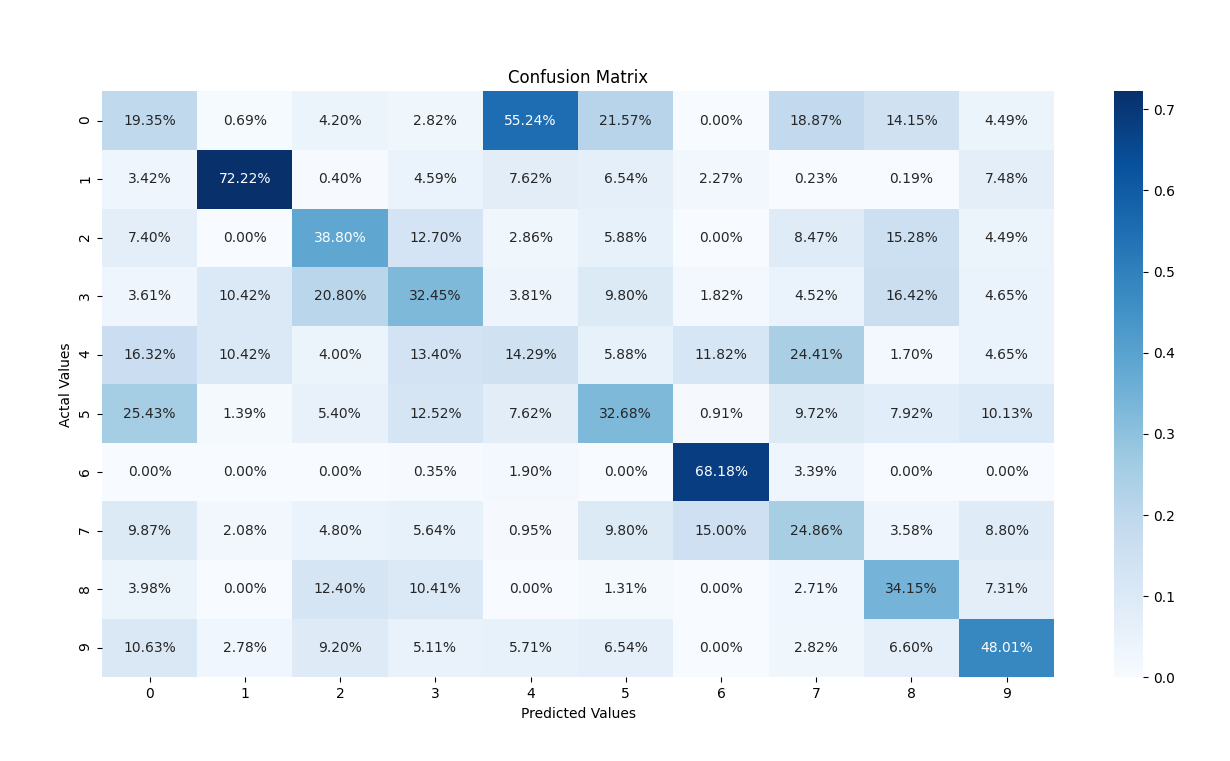 Confusion Matrix
0 19.35% 0.69% 4.20% 2.82% 55.24% 21.57% 0.00% 18.87% 14.15% 4.49%
1 3.42% 72.22% 0.40% 4.59% 7.62% 6.54% 2.27% 0.23% 0.19% 7.48%
2 7.40% 0.00% 38.80% 12.70% 2.86% 5.88% 0.00% 8.47% 15.28% 4.49%
3 3.61% 10.42% 20.80% 32.45% 3.81% 9.80% 1.82% 4.52% 16.42% 4.65%
4 16.32% 10.42% 4.00% 13.40% 14.29% 5.88% 11.82% 24.41% 1.70% 4.65%
5 25.43% 1.39% 5.40% 12.52% 7.62% 32.68% 0.91% 9.72% 7.92% 10.13%
6 0.00% 0.00% 0.00% 0.35% 1.90% 0.00% 68.18% 3.39% 0.00% 0.00%
7 9.87% 2.08% 4.80% 5.64% 0.95% 9.80% 15.00% 24.86% 3.58% 8.80%
8 3.98% 0.00% 12.40% 10.41% 0.00% 1.31% 0.00% 2.71% 34.15% 7.31%
9 10.63% 2.78% 9.20% 5.11% 5.71% 6.54% 0.00% 2.82% 6.60% 48.01%
0 1 2 3 4 5 6 7 8 9
Predicted Values
Actal Values
0.7
0.6
0.5
0.4
0.3
0.2
0.1
0.0